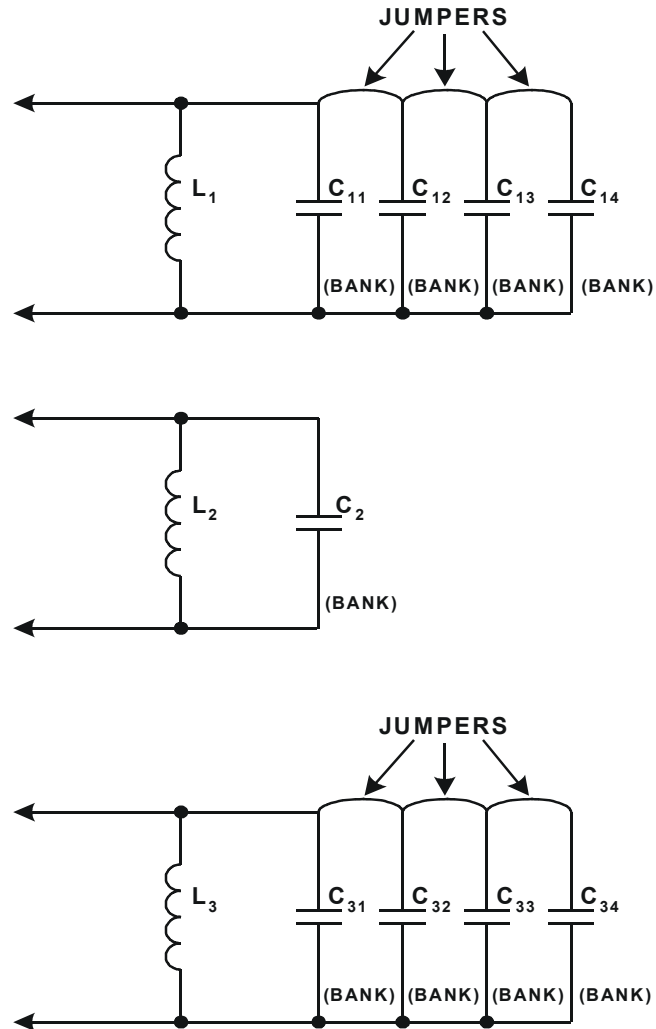 JUMPERS
L₁ C₁₁ C₁₂ C₁₃ C₁₄
(BANK) (BANK) (BANK) (BANK)
L₂ C₂
(BANK)
JUMPERS
L₃ C₃₁ C₃₂ C₃₃ C₃₄
(BANK) (BANK) (BANK) (BANK)